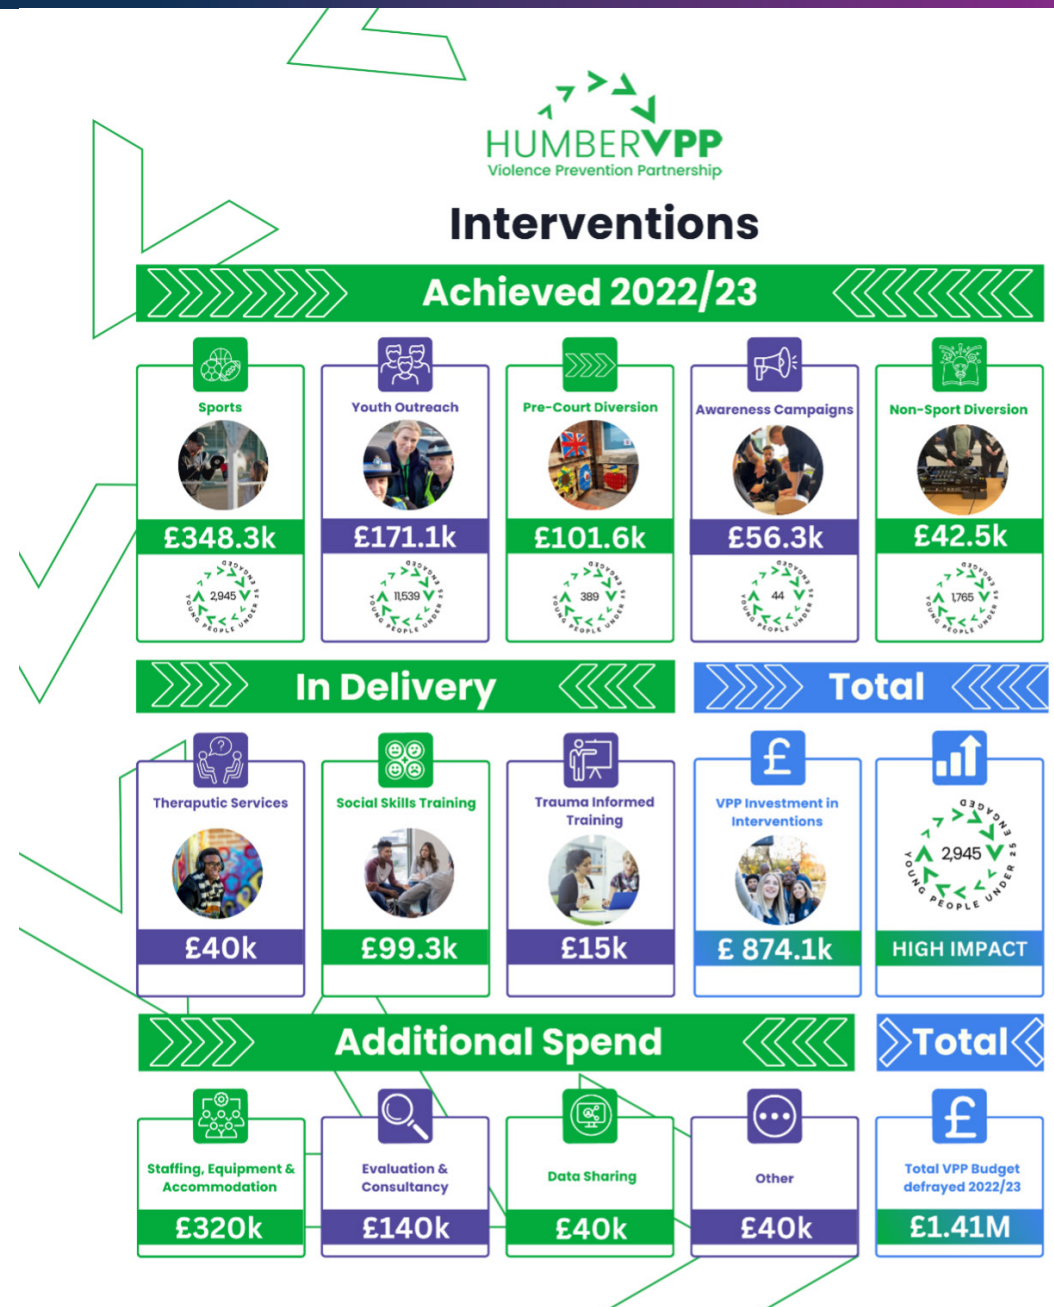 HUMBERVPP
Violence Prevention Partnership
Interventions
Achieved 2022/23
Sports
£348.3k
2,945
YOUNG PEOPLE UNDER 25 ENGAGED
Youth Outreach
£171.1k
11,539
YOUNG PEOPLE UNDER 25 ENGAGED
Pre-Court Diversion
£101.6k
389
YOUNG PEOPLE UNDER 25 ENGAGED
Awareness Campaigns
£56.3k
44
YOUNG PEOPLE UNDER 25 ENGAGED
Non-Sport Diversion
£42.5k
1,765
YOUNG PEOPLE UNDER 25 ENGAGED
In Delivery
Theraputic Services
£40k
Social Skills Training
£99.3k
Trauma Informed
Training
£15k
Total
£
VPP Investment in
Interventions
£ 874.1k
2,945
YOUNG PEOPLE UNDER 25 ENGAGED
HIGH IMPACT
Additional Spend
Staffing, Equipment &
Accommodation
£320k
Evaluation &
Consultancy
£140k
Data Sharing
£40k
Other
£40k
Total
£
Total VPP Budget
defrayed 2022/23
£1.41M